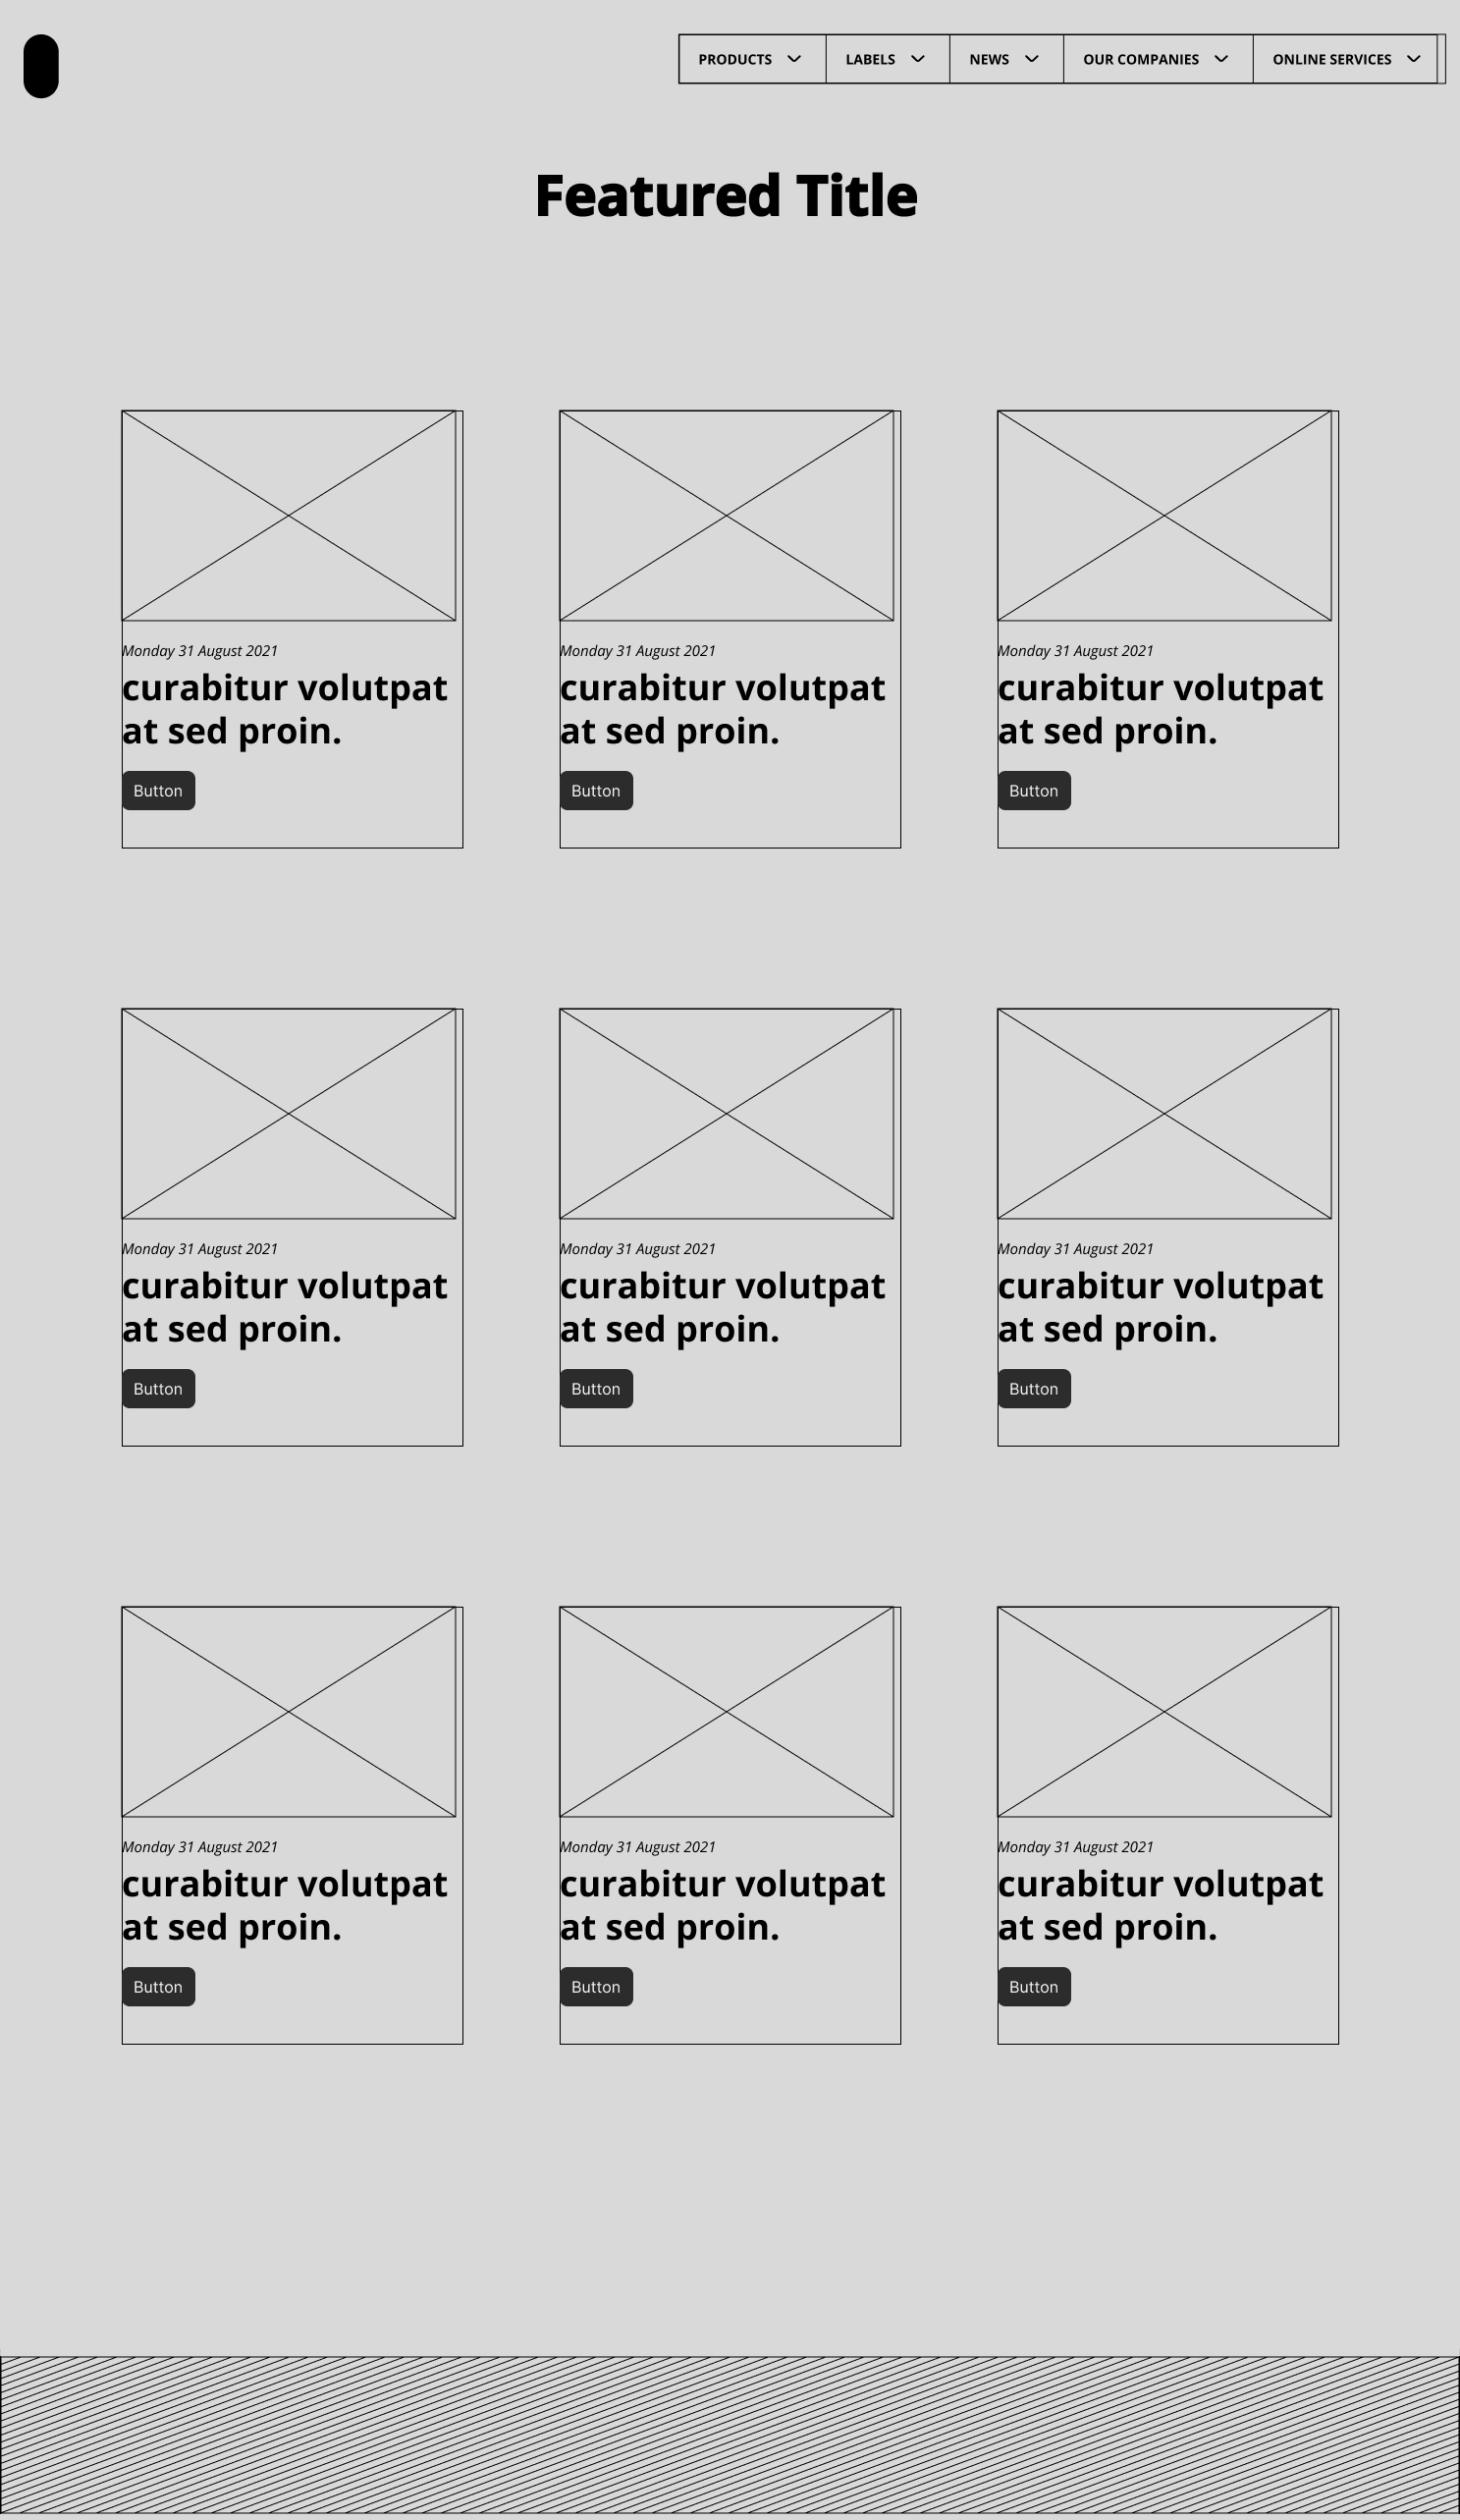 PRODUCTS LABELS NEWS OUR COMPANIES ONLINE SERVICES
Featured Title
Monday 31 August 2021
curabitur volutpat
at sed proin.
Button
Monday 31 August 2021
curabitur volutpat
at sed proin.
Button
Monday 31 August 2021
curabitur volutpat
at sed proin.
Button
Monday 31 August 2021
curabitur volutpat
at sed proin.
Button
Monday 31 August 2021
curabitur volutpat
at sed proin.
Button
Monday 31 August 2021
curabitur volutpat
at sed proin.
Button
Monday 31 August 2021
curabitur volutpat
at sed proin.
Button
Monday 31 August 2021
curabitur volutpat
at sed proin.
Button
Monday 31 August 2021
curabitur volutpat
at sed proin.
Button